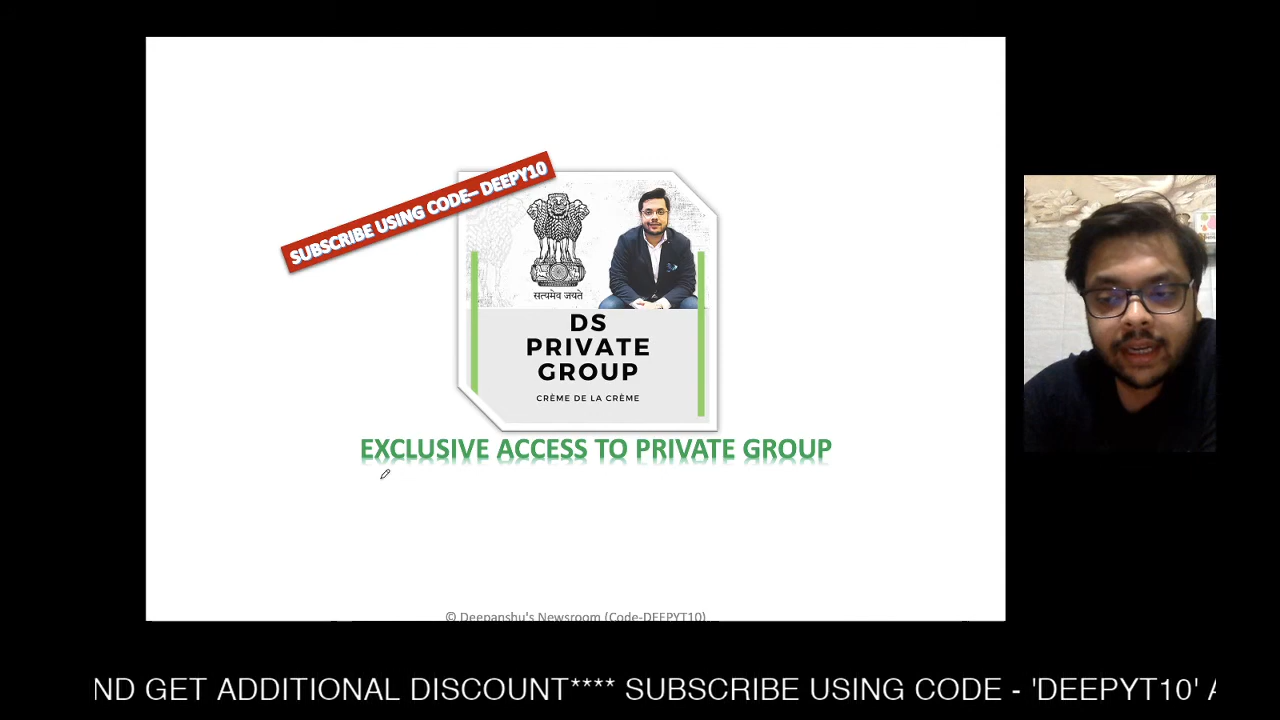 SUBSCRIBE USING CODE– DEEPY10
सत्यमेव जयते
DS
PRIVATE
GROUP
CRÈME DE LA CRÈME
EXCLUSIVE ACCESS TO PRIVATE GROUP
© Deepanshu's Newsroom (Code-DEEPYT10)
ND GET ADDITIONAL DISCOUNT**** SUBSCRIBE USING CODE - 'DEEPYT10' A